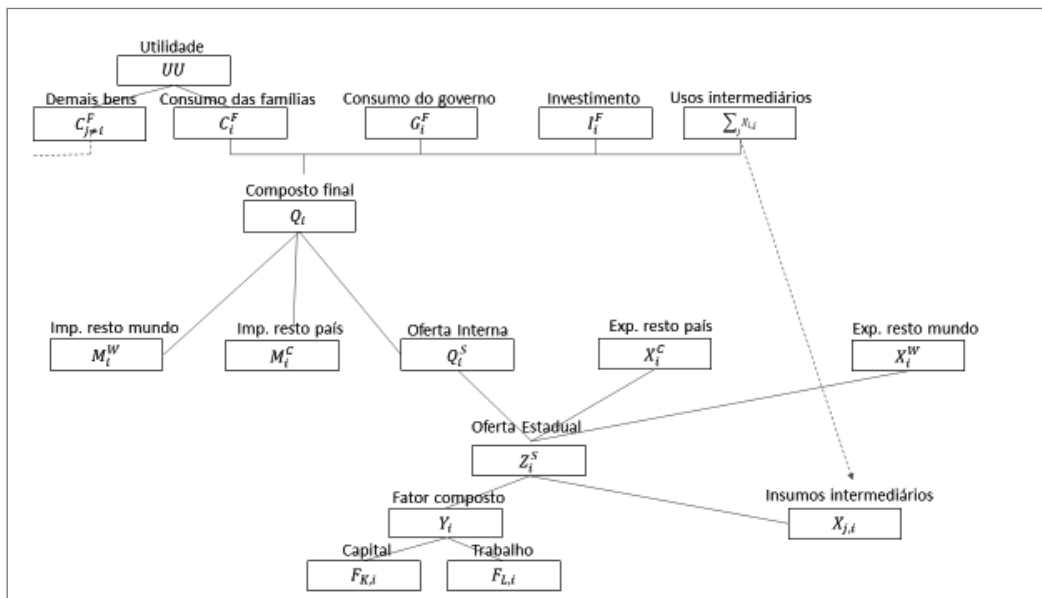 Utilidade
UU
Demais bens Consumo das famílias Consumo do governo Investimento Usos intermediários
C^F_{j≠i} C^F_i G^F_i I^F_i ∑_j X_{i,j}
Composto final
Q_i
Imp. resto mundo Imp. resto país Oferta Interna Exp. resto país Exp. resto mundo
M^W_i M^C_i Q^S_i X^C_i X^W_i
Oferta Estadual
Z^S_i
Fator composto Insumos intermediários
Y_i X_{j,i}
Capital Trabalho
F_{K,i} F_{L,i}